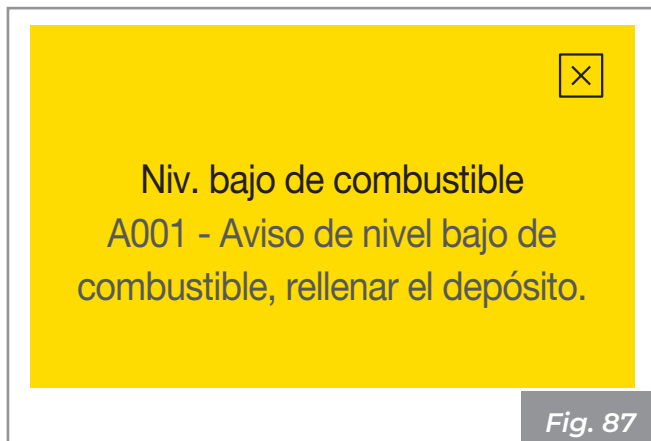 Niv. bajo de combustible
A001 - Aviso de nivel bajo de
combustible, rellenar el depósito.
Fig. 87